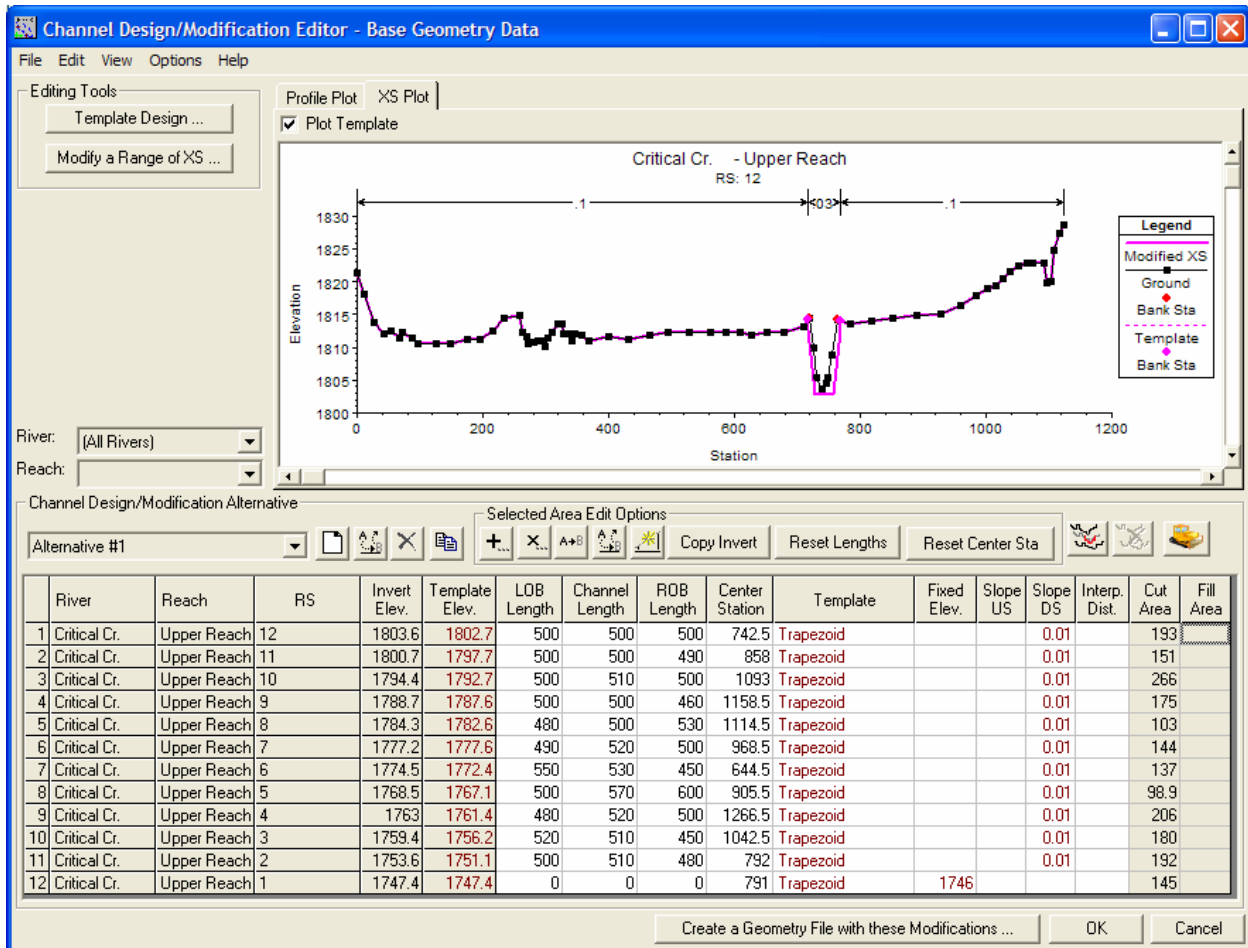 Channel Design/Modification Editor - Base Geometry Data
File Edit View Options Help
Editing Tools
Template Design ...
Modify a Range of XS ...
Profile Plot XS Plot
Plot Template
Critical Cr. - Upper Reach
RS: 12
.1 .03 .1
1830
1825
1820
1815
1810
1805
1800
Elevation
0 200 400 600 800 1000 1200
Station
Legend
Modified XS
Ground
Bank Sta
Template
Bank Sta
River: (All Rivers)
Reach:
Channel Design/Modification Alternative
Alternative #1
Selected Area Edit Options
+... X... A→B Copy Invert Reset Lengths Reset Center Sta
River Reach RS Invert Elev. Template Elev. LOB Length Channel Length ROB Length Center Station Template Fixed Elev. Slope US Slope DS Interp. Dist. Cut Area Fill Area
1 Critical Cr. Upper Reach 12 1803.6 1802.7 500 500 500 742.5 Trapezoid 0.01 193
2 Critical Cr. Upper Reach 11 1800.7 1797.7 500 500 490 858 Trapezoid 0.01 151
3 Critical Cr. Upper Reach 10 1794.4 1792.7 500 510 500 1093 Trapezoid 0.01 266
4 Critical Cr. Upper Reach 9 1788.7 1787.6 500 500 460 1158.5 Trapezoid 0.01 175
5 Critical Cr. Upper Reach 8 1784.3 1782.6 480 500 530 1114.5 Trapezoid 0.01 103
6 Critical Cr. Upper Reach 7 1777.2 1777.6 490 520 500 968.5 Trapezoid 0.01 144
7 Critical Cr. Upper Reach 6 1774.5 1772.4 550 530 450 644.5 Trapezoid 0.01 137
8 Critical Cr. Upper Reach 5 1768.5 1767.1 500 570 600 905.5 Trapezoid 0.01 98.9
9 Critical Cr. Upper Reach 4 1763 1761.4 480 520 500 1266.5 Trapezoid 0.01 206
10 Critical Cr. Upper Reach 3 1759.4 1756.2 520 510 450 1042.5 Trapezoid 0.01 180
11 Critical Cr. Upper Reach 2 1753.6 1751.1 500 510 480 792 Trapezoid 0.01 192
12 Critical Cr. Upper Reach 1 1747.4 1747.4 0 0 0 791 Trapezoid 1746 145
Create a Geometry File with these Modifications ... OK Cancel